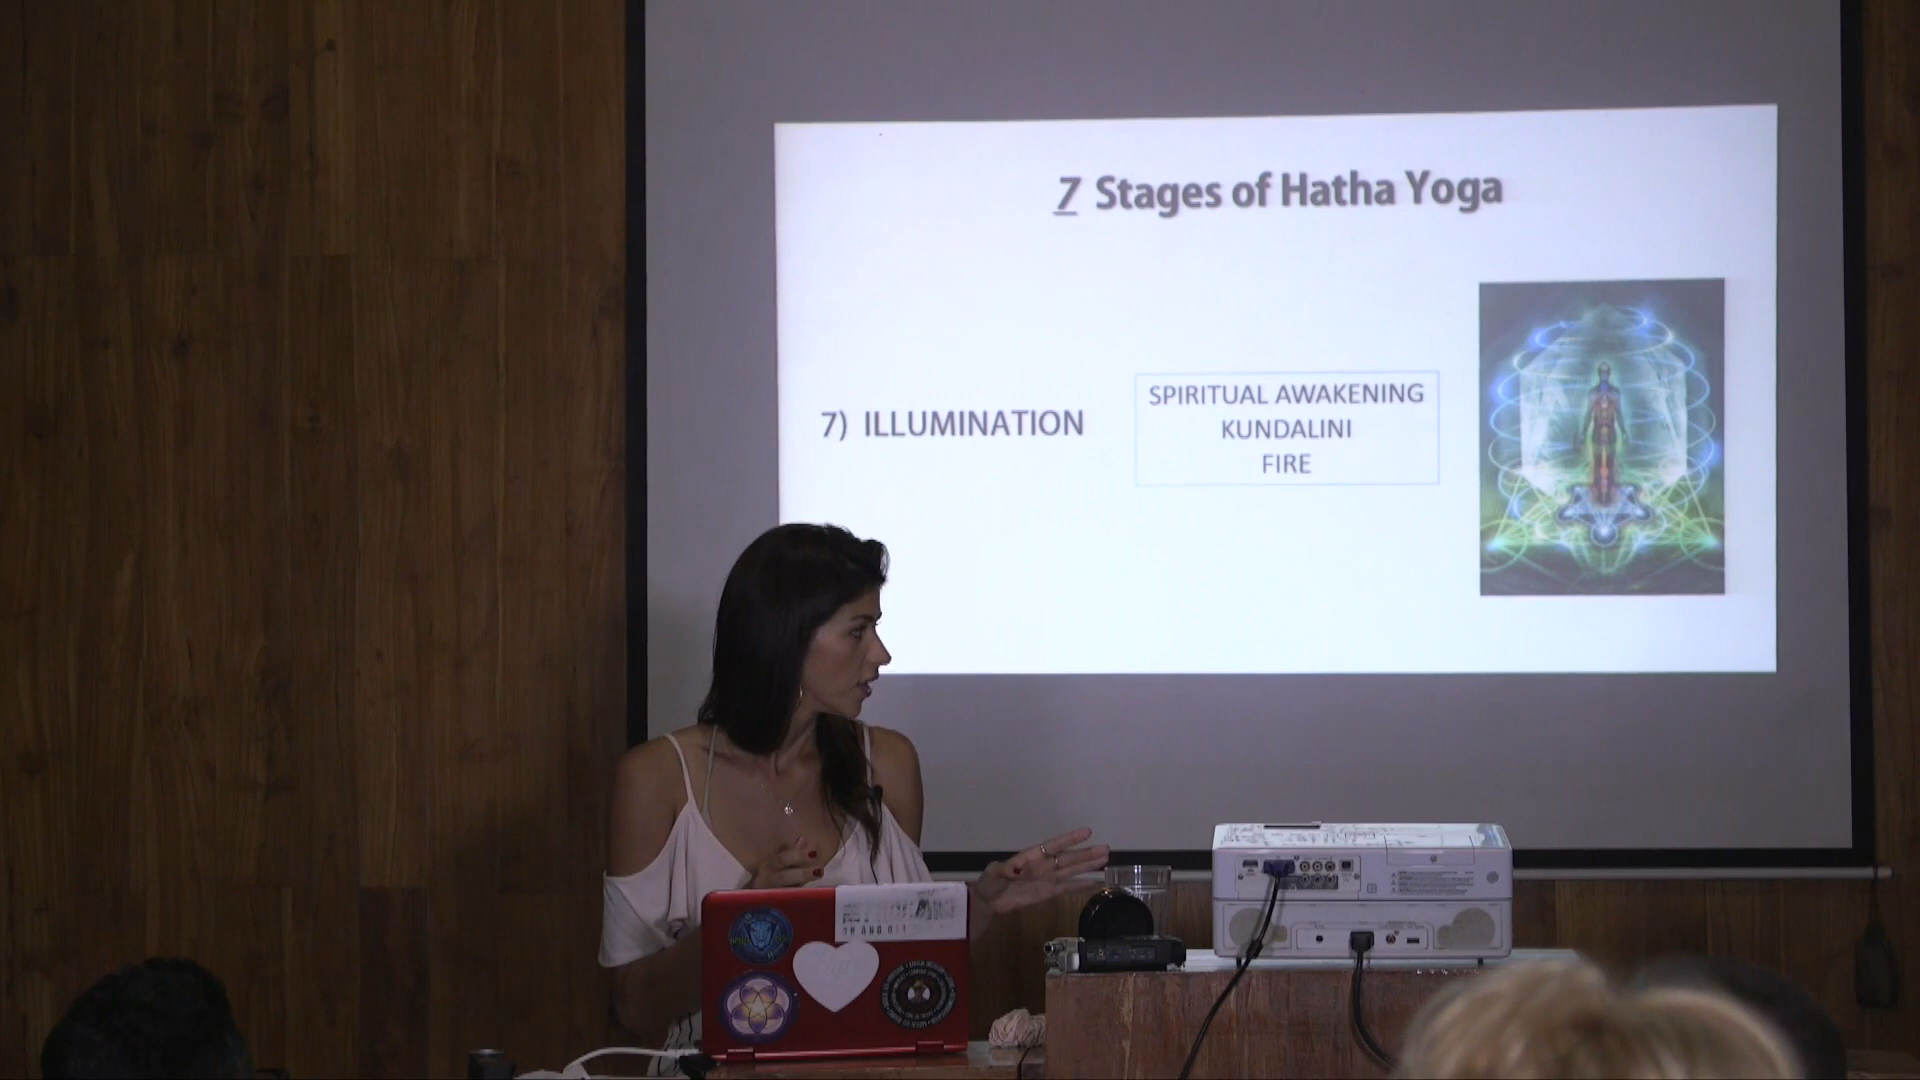 7 Stages of Hatha Yoga
7) ILLUMINATION
SPIRITUAL AWAKENING
KUNDALINI
FIRE